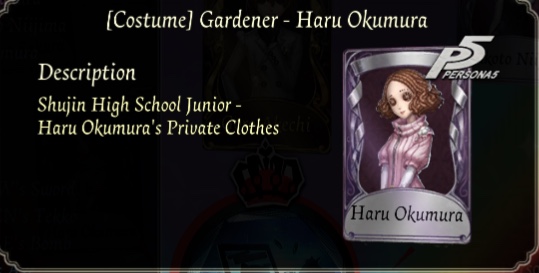 [Costume] Gardener - Haru Okumura
Description
P5
PERSONA5
Shujin High School Junior -
Haru Okumura's Private Clothes
Haru Okumura